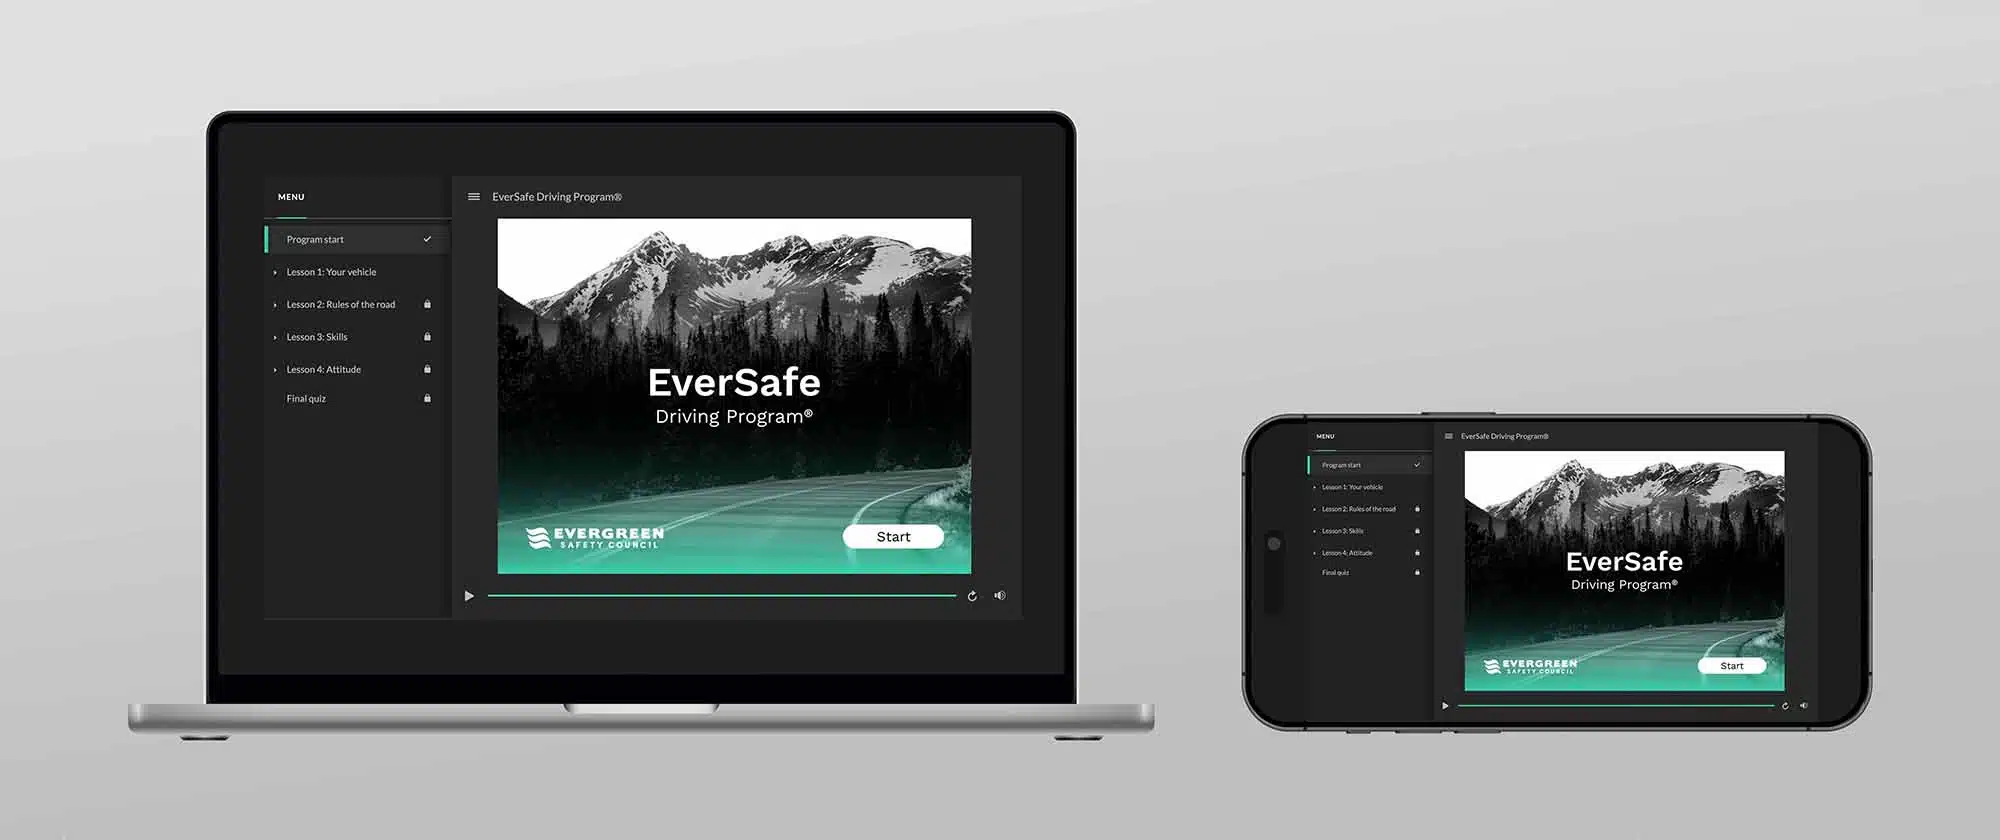 MENU
EverSafe Driving Program®
Program start
Lesson 1: Your vehicle
Lesson 2: Rules of the road
Lesson 3: Skills
Lesson 4: Attitude
Final quiz
EverSafe
Driving Program®
EVERGREEN
SAFETY COUNCIL
Start
MENU
EverSafe Driving Program®
Program start
Lesson 1: Your vehicle
Lesson 2: Rules of the road
Lesson 3: Skills
Lesson 4: Attitude
Final quiz
EverSafe
Driving Program®
EVERGREEN
SAFETY COUNCIL
Start